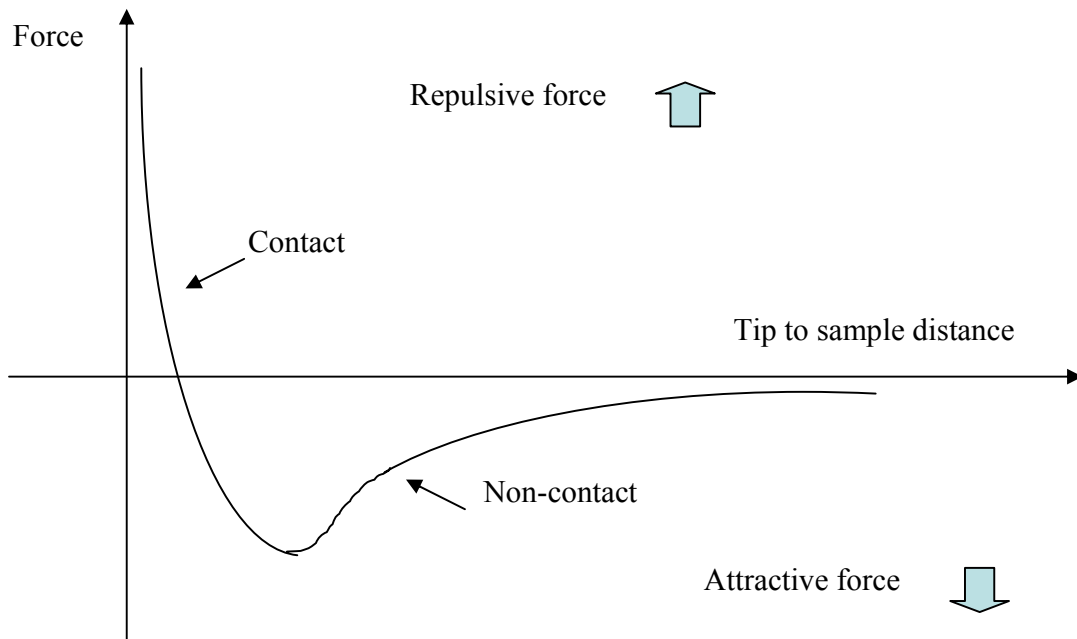 Force
Repulsive force
Contact
Tip to sample distance
Non-contact
Attractive force